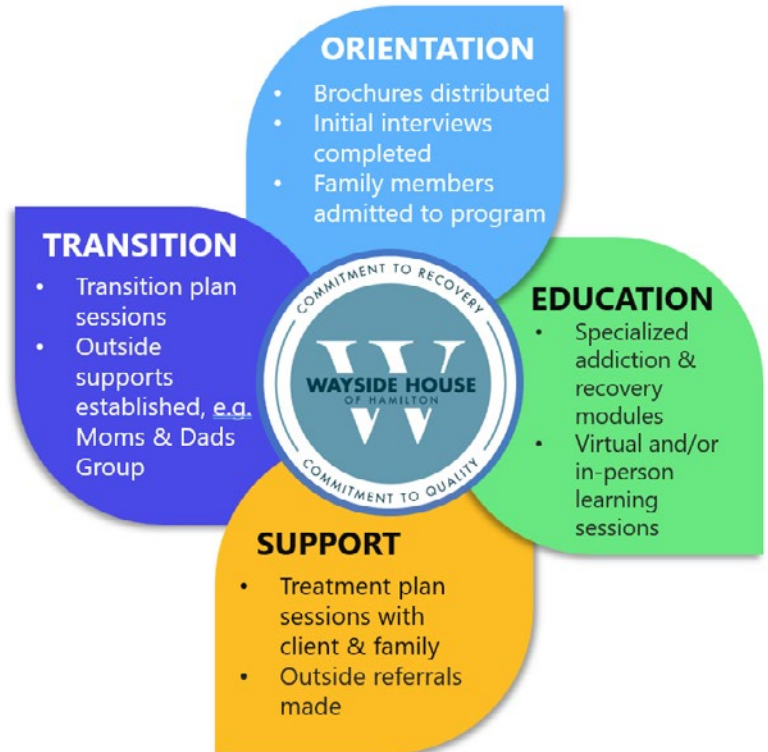 ORIENTATION
• Brochures distributed
• Initial interviews
completed
• Family members
admitted to program
TRANSITION
• Transition plan
sessions
• Outside
supports
established, e.g.
Moms & Dads
Group
COMMITMENT TO RECOVERY
W
WAYSIDE HOUSE
OF HAMILTON
COMMITMENT TO QUALITY
EDUCATION
• Specialized
addiction &
recovery
modules
• Virtual and/or
in-person
learning
sessions
SUPPORT
• Treatment plan
sessions with
client & family
• Outside referrals
made